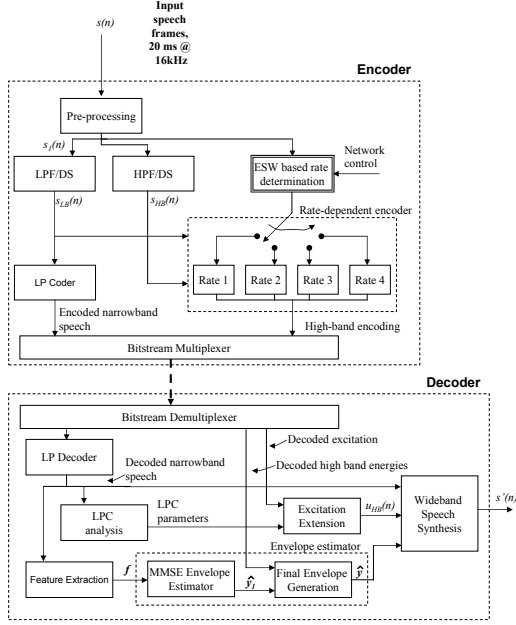 s(n)
Input
speech
frames,
20 ms @
16kHz
Encoder
Pre-processing
s1(n)
LPF/DS
HPF/DS
ESW based rate
determination
Network
control
sLB(n)
sHB(n)
Rate-dependent encoder
LP Coder
Rate 1
Rate 2
Rate 3
Rate 4
Encoded narrowband
speech
High-band encoding
Bitstream Multiplexer
Decoder
Bitstream Demultiplexer
Decoded excitation
LP Decoder
Decoded narrowband
speech
Decoded high band energies
LPC
analysis
LPC
parameters
Excitation
Extension
uHB(n)
Wideband
Speech
Synthesis
s'(n)
Envelope estimator
Feature Extraction
f
MMSE Envelope
Estimator
ŷ1
Final Envelope
Generation
ŷ